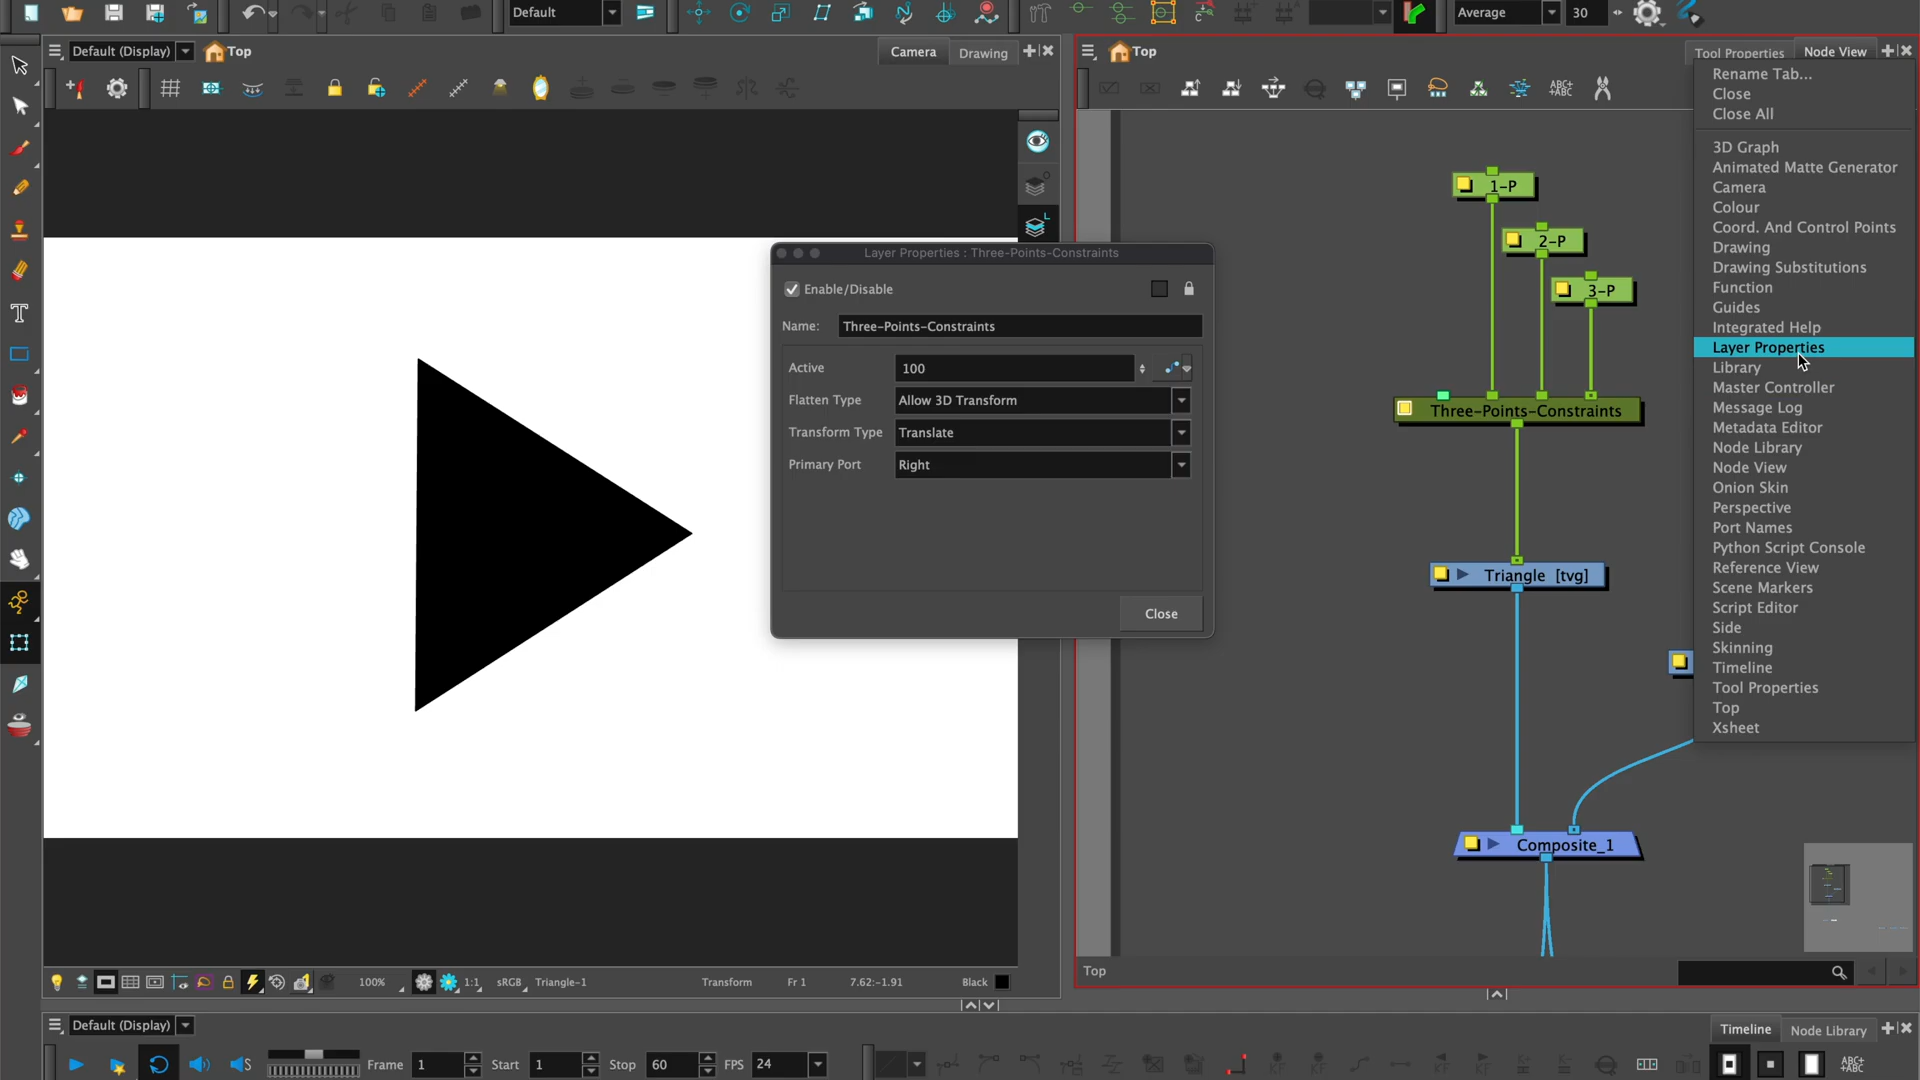 Default
Average
30
Default (Display)
Top
Camera
Drawing
Top
Tool Properties
Node View
Rename Tab...
Close
Close All
3D Graph
Animated Matte Generator
Camera
Colour
Coord. And Control Points
Drawing
Drawing Substitutions
Function
Guides
Integrated Help
Layer Properties
Library
Master Controller
Message Log
Metadata Editor
Node Library
Node View
Onion Skin
Perspective
Port Names
Python Script Console
Reference View
Scene Markers
Script Editor
Side
Skinning
Timeline
Tool Properties
Top
Xsheet
1-P
2-P
3-P
Three-Points-Constraints
Triangle [tvg]
Composite_1
Layer Properties : Three-Points-Constraints
Enable/Disable
Name: Three-Points-Constraints
Active 100
Flatten Type Allow 3D Transform
Transform Type Translate
Primary Port Right
Close
Top
100%
1:1
sRGB
Triangle-1
Transform
Fr 1
7.62:-1.91
Black
Default (Display)
Timeline
Node Library
Frame 1 Start 1 Stop 60 FPS 24
ABC+
ABC
ABC+
ABC